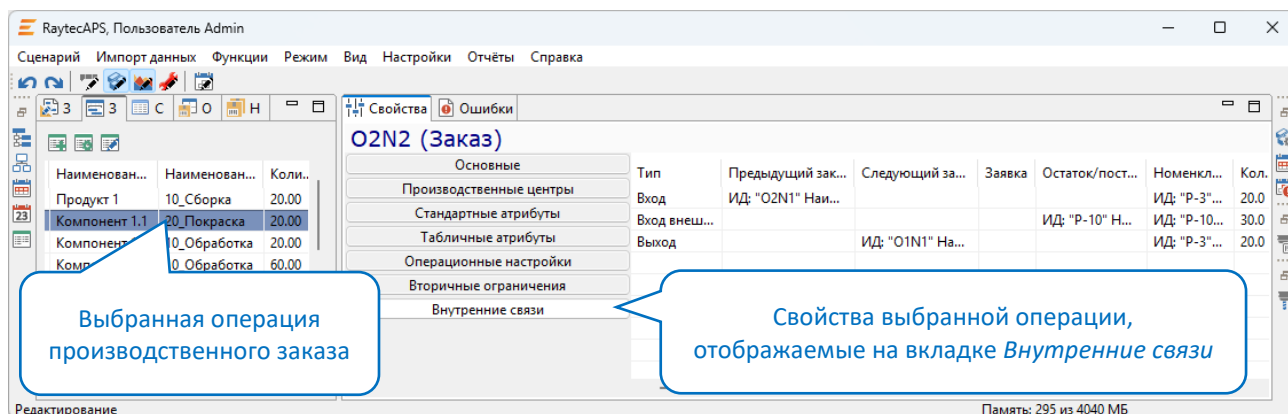 RaytecAPS, Пользователь Admin
Сценарий Импорт данных Функции Режим Вид Настройки Отчёты Справка
З З С О Н
Свойства Ошибки
O2N2 (Заказ)
Наименован... Наименован... Коли...
Продукт 1 10_Сборка 20.00
Компонент 1.1 20_Покраска 20.00
Компонент 10_Обработка 20.00
0_Обработка 60.00
23
Основные
Производственные центры
Стандартные атрибуты
Табличные атрибуты
Операционные настройки
Вторичные ограничения
Внутренние связи
Тип Предыдущий зак... Следующий за... Заявка Остаток/пост... Номенкл... Кол.
Вход ИД: "O2N1" Наи... ИД: "P-3"... 20.0
Вход внеш... ИД: "P-10" Н... ИД: "P-10... 30.0
Выход ИД: "O1N1" На... ИД: "P-3"... 20.0
Выбранная операция
производственного заказа
Свойства выбранной операции,
отображаемые на вкладке Внутренние связи
Редактирование
Память: 295 из 4040 МБ